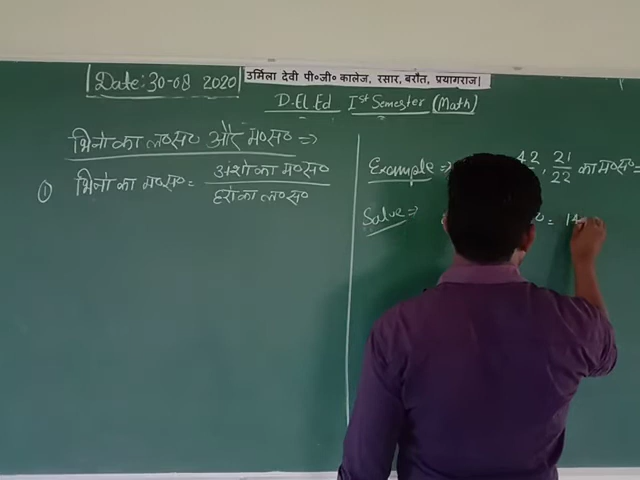 Date: 30-08 2020
उर्मिला देवी पी०जी० कालेज, रसार, बरौत, प्रयागराज।
D.El.Ed Ist Semester (Math)
भिन्नो का ल०स० और म०स० ⇒
① भिन्नो का म०स० = अंशो का म०स० / हरो का ल०स०
Example ⇒ 42, 21/22 का म०स० =
Solve ⇒ = 14